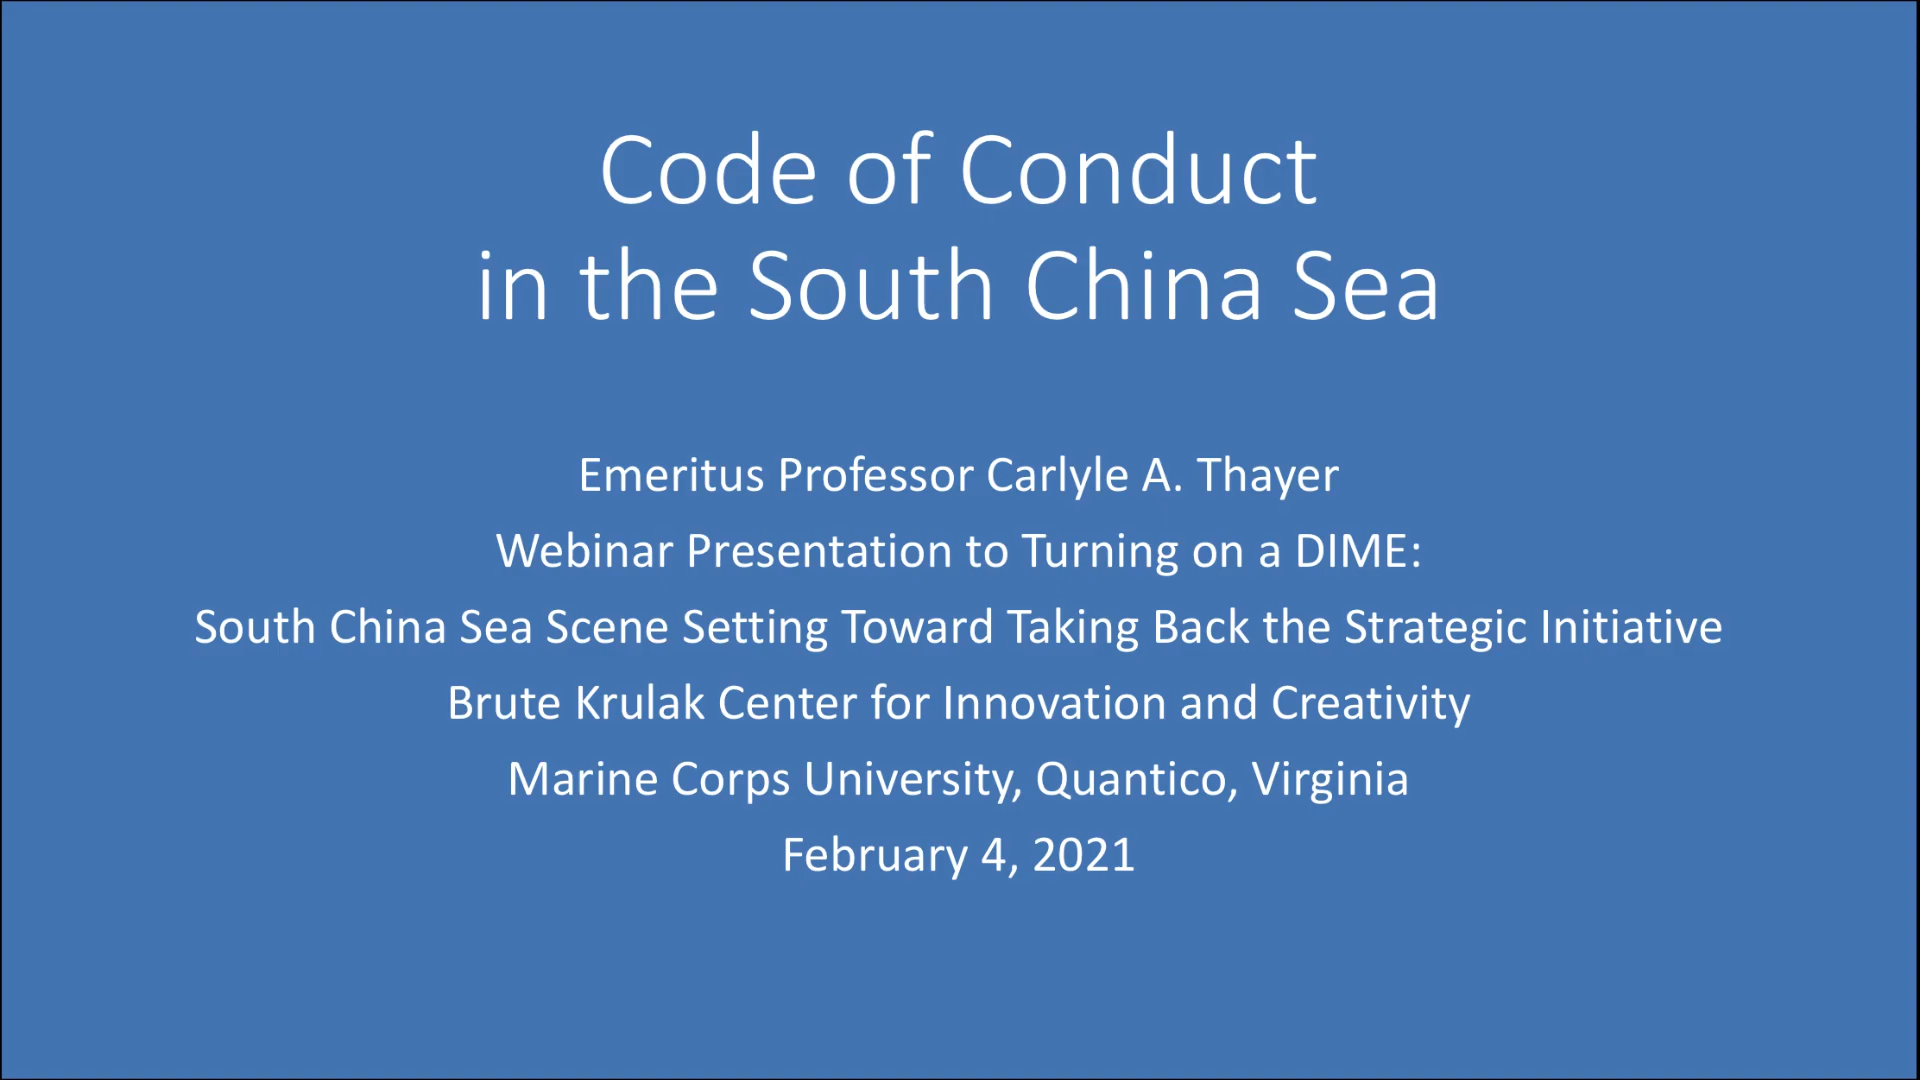 Code of Conduct
in the South China Sea
Emeritus Professor Carlyle A. Thayer
Webinar Presentation to Turning on a DIME:
South China Sea Scene Setting Toward Taking Back the Strategic Initiative
Brute Krulak Center for Innovation and Creativity
Marine Corps University, Quantico, Virginia
February 4, 2021